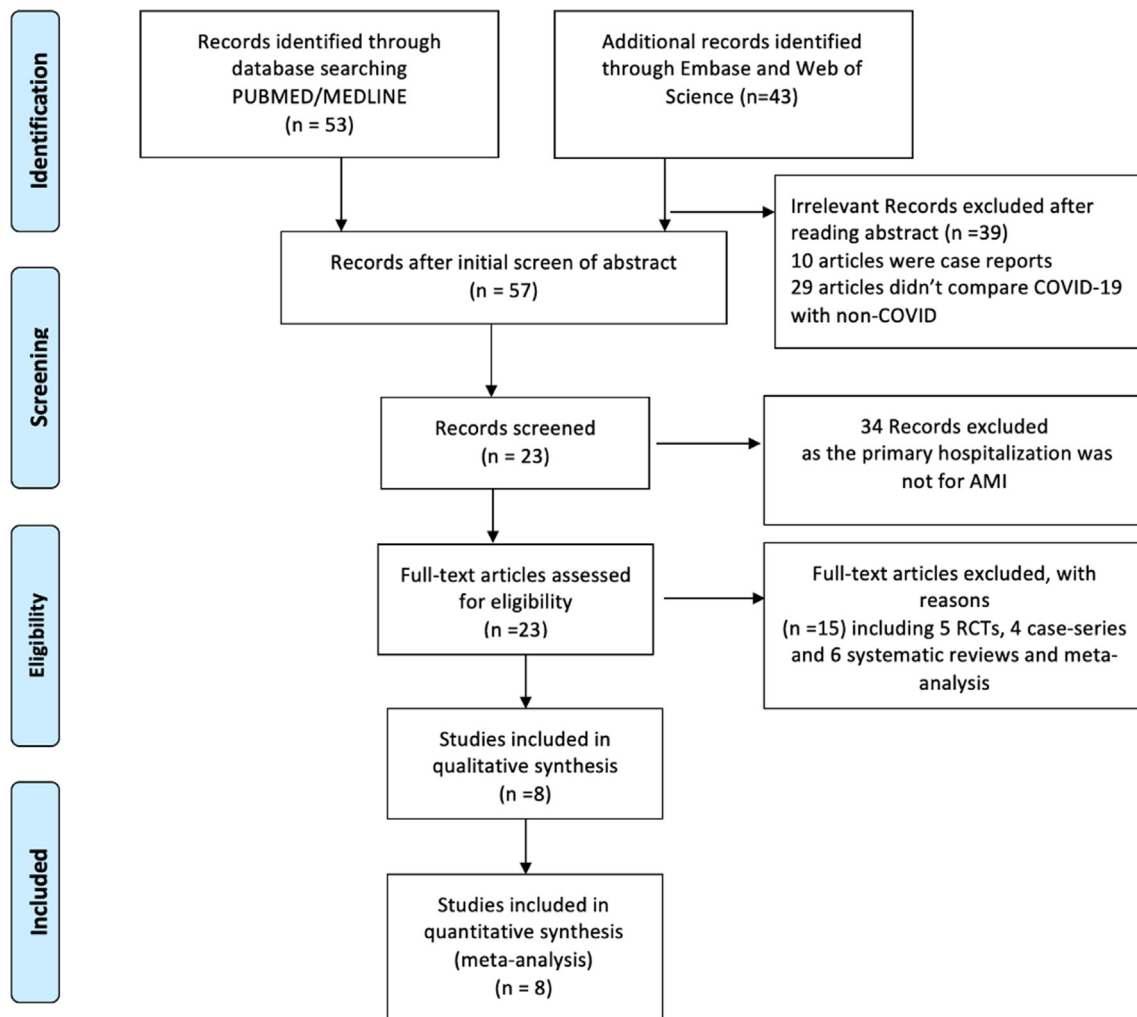 Identification
Records identified through
database searching
PUBMED/MEDLINE
(n = 53)
Additional records identified
through Embase and Web of
Science (n=43)
Irrelevant Records excluded after
reading abstract (n =39)
10 articles were case reports
29 articles didn’t compare COVID-19
with non-COVID
Records after initial screen of abstract
(n = 57)
Screening
Records screened
(n = 23)
34 Records excluded
as the primary hospitalization was
not for AMI
Eligibility
Full-text articles assessed
for eligibility
(n =23)
Full-text articles excluded, with
reasons
(n =15) including 5 RCTs, 4 case-series
and 6 systematic reviews and meta-
analysis
Studies included in
qualitative synthesis
(n =8)
Included
Studies included in
quantitative synthesis
(meta-analysis)
(n = 8)